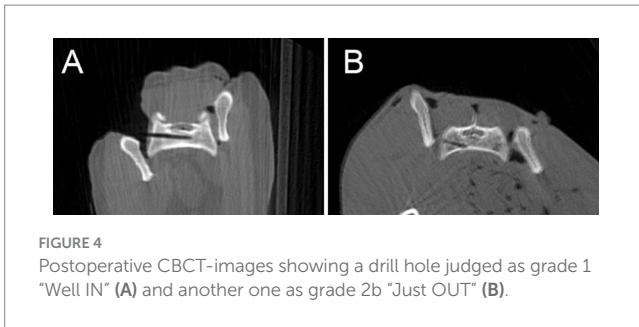 A
B
FIGURE 4
Postoperative CBCT-images showing a drill hole judged as grade 1
“Well IN” (A) and another one as grade 2b “Just OUT” (B).